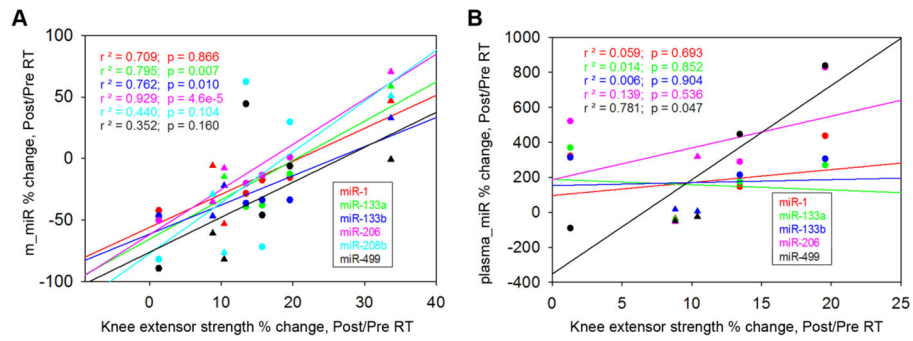 A
r² = 0.709; p = 0.866
r² = 0.795; p = 0.007
r² = 0.762; p = 0.010
r² = 0.929; p = 4.6e-5
r² = 0.440; p = 0.104
r² = 0.352; p = 0.160
m_miR % change, Post/Pre RT
100
50
0
-50
-100
miR-1
miR-133a
miR-133b
miR-206
miR-208b
miR-499
0
10
20
30
40
Knee extensor strength % change, Post/Pre RT
B
r² = 0.059; p = 0.693
r² = 0.014; p = 0.852
r² = 0.006; p = 0.904
r² = 0.139; p = 0.536
r² = 0.781; p = 0.047
plasma_miR % change, Post/Pre RT
1000
800
600
400
200
0
-200
-400
miR-1
miR-133a
miR-133b
miR-206
miR-499
0
5
10
15
20
25
Knee extensor strength % change, Post/Pre RT